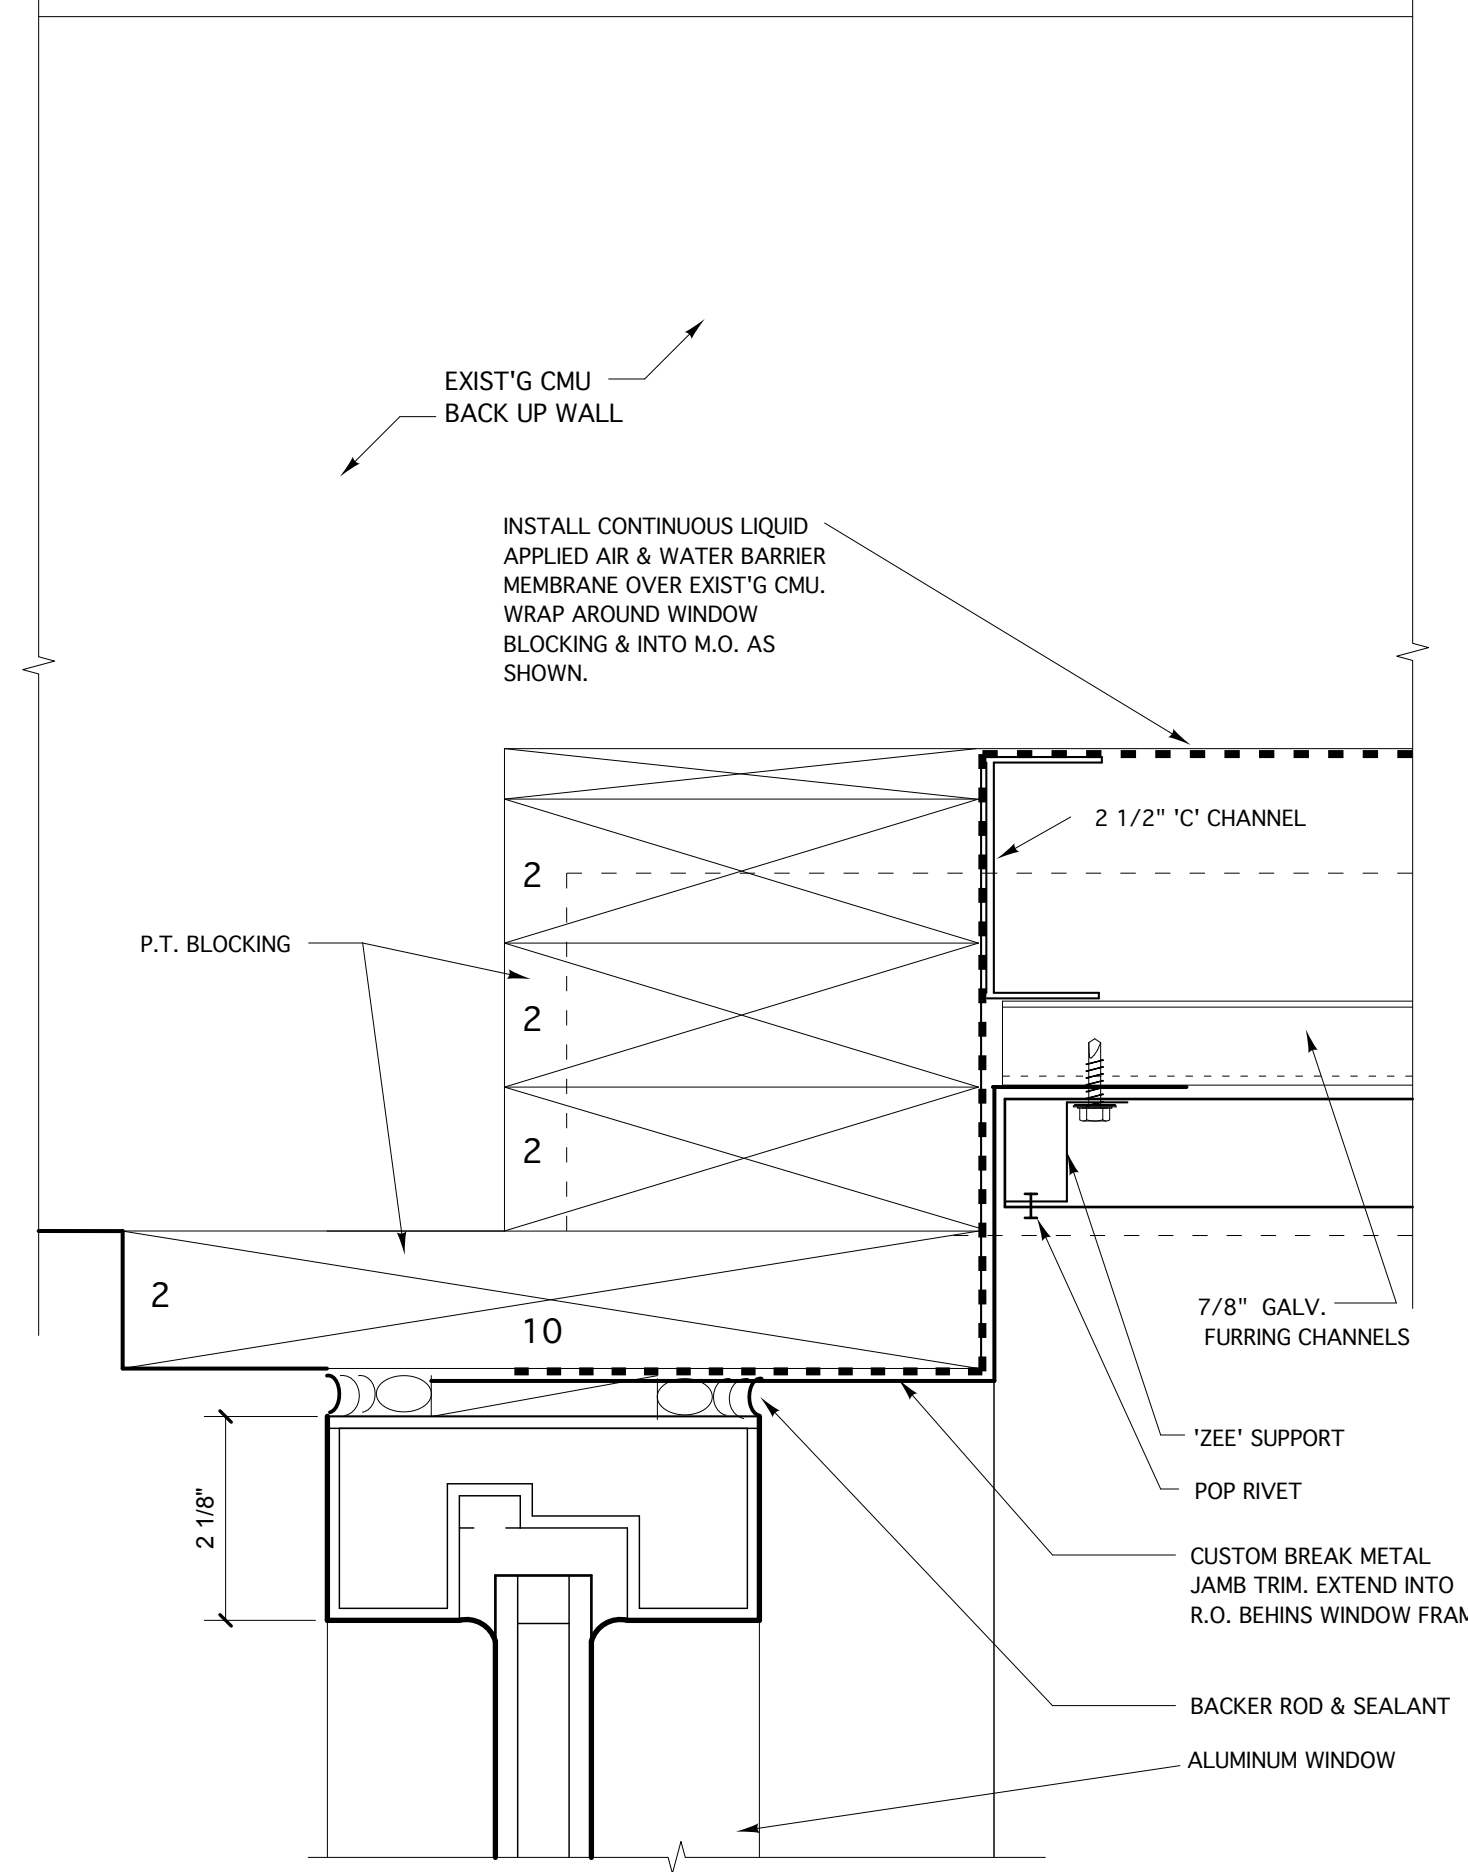 EXIST'G CMU
BACK UP WALL
INSTALL CONTINUOUS LIQUID
APPLIED AIR & WATER BARRIER
MEMBRANE OVER EXIST'G CMU.
WRAP AROUND WINDOW
BLOCKING & INTO M.O. AS
SHOWN.
2 1/2" 'C' CHANNEL
2
P.T. BLOCKING
2
2
2
10
7/8" GALV.
FURRING CHANNELS
'ZEE' SUPPORT
POP RIVET
2 1/8"
CUSTOM BREAK METAL
JAMB TRIM. EXTEND INTO
R.O. BEHINS WINDOW FRAM
BACKER ROD & SEALANT
ALUMINUM WINDOW